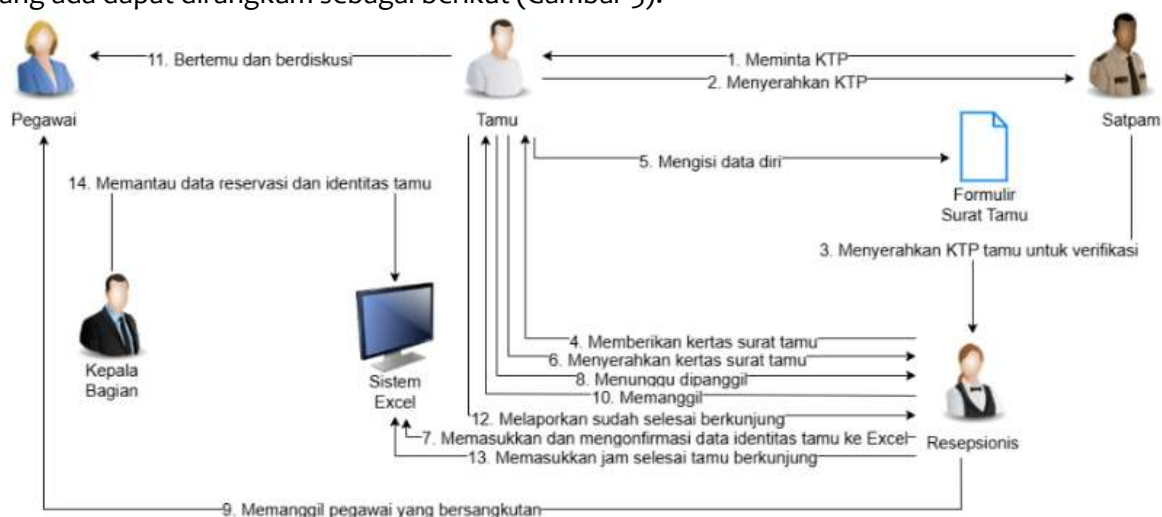 yang ada dapat dirangkum sebagai berikut (Gambar 3).
11. Bertemu dan berdiskusi
1. Meminta KTP
2. Menyerahkan KTP
Pegawai
Tamu
Satpam
5. Mengisi data diri
14. Memantau data reservasi dan identitas tamu
Formulir
Surat Tamu
3. Menyerahkan KTP tamu untuk verifikasi
4. Memberikan kertas surat tamu
6. Menyerahkan kertas surat tamu
Kepala
Bagian
Sistem
Excel
8. Menunggu dipanggil
10. Memanggil
12. Melaporkan sudah selesai berkunjung
7. Memasukkan dan mengonfirmasi data identitas tamu ke Excel
Resepsionis
13. Memasukkan jam selesai tamu berkunjung
9. Memanggil pegawai yang bersangkutan